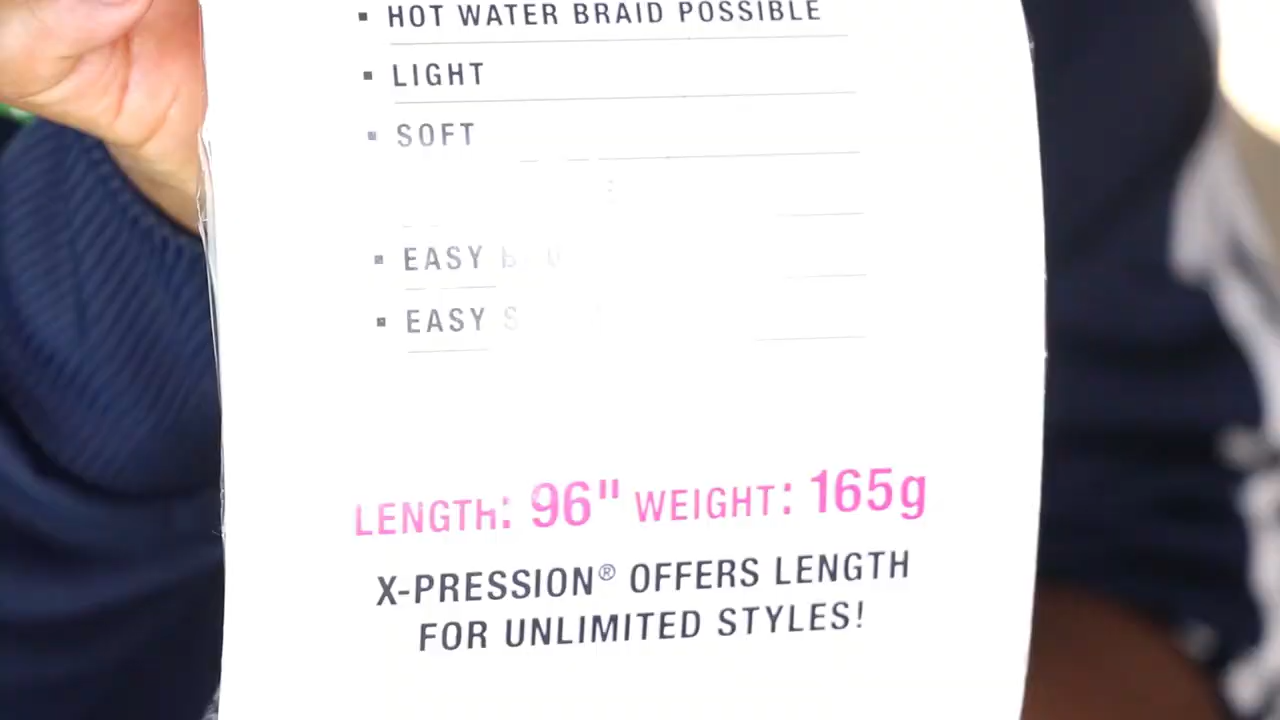 ▪ HOT WATER BRAID POSSIBLE
▪ LIGHT
▪ SOFT
▪ EASY
▪ EASY
LENGTH: 96" WEIGHT: 165g
X-PRESSION® OFFERS LENGTH
FOR UNLIMITED STYLES!